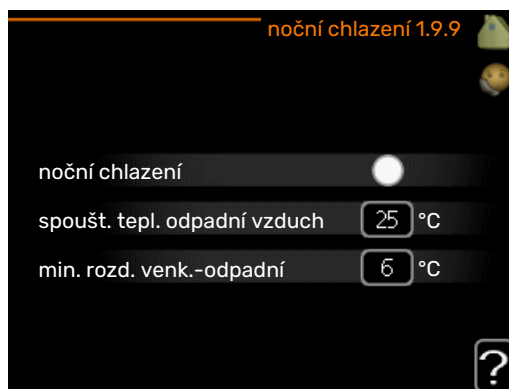 noční chlazení 1.9.9
noční chlazení
spoušt. tepl. odpadní vzduch 25 °C
min. rozd. venk.-odpadní 6 °C
?